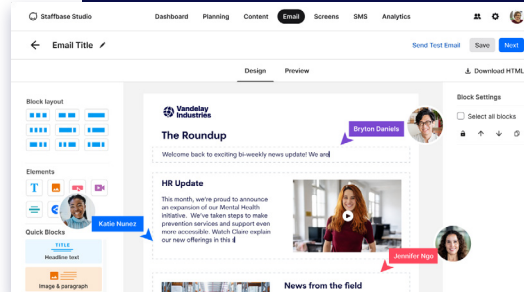 Staffbase Studio
Dashboard
Planning
Content
Email
Screens
SMS
Analytics
Email Title
Send Test Email
Save
Next
Design
Preview
Download HTML
Block layout
Elements
T
Quick Blocks
TITLE
Headline text
Image & paragraph
Vandelay
Industries
The Roundup
Welcome back to exciting bi-weekly news update! We are
HR Update
This month, we're proud to announce
an expansion of our Mental Health
initiative. We've taken steps to make
prevention services and support even
more accessible. Watch Claire explain
our new offerings in this s
News from the field
Bryton Daniels
Katie Nunez
Jennifer Ngo
Block Settings
Select all blocks